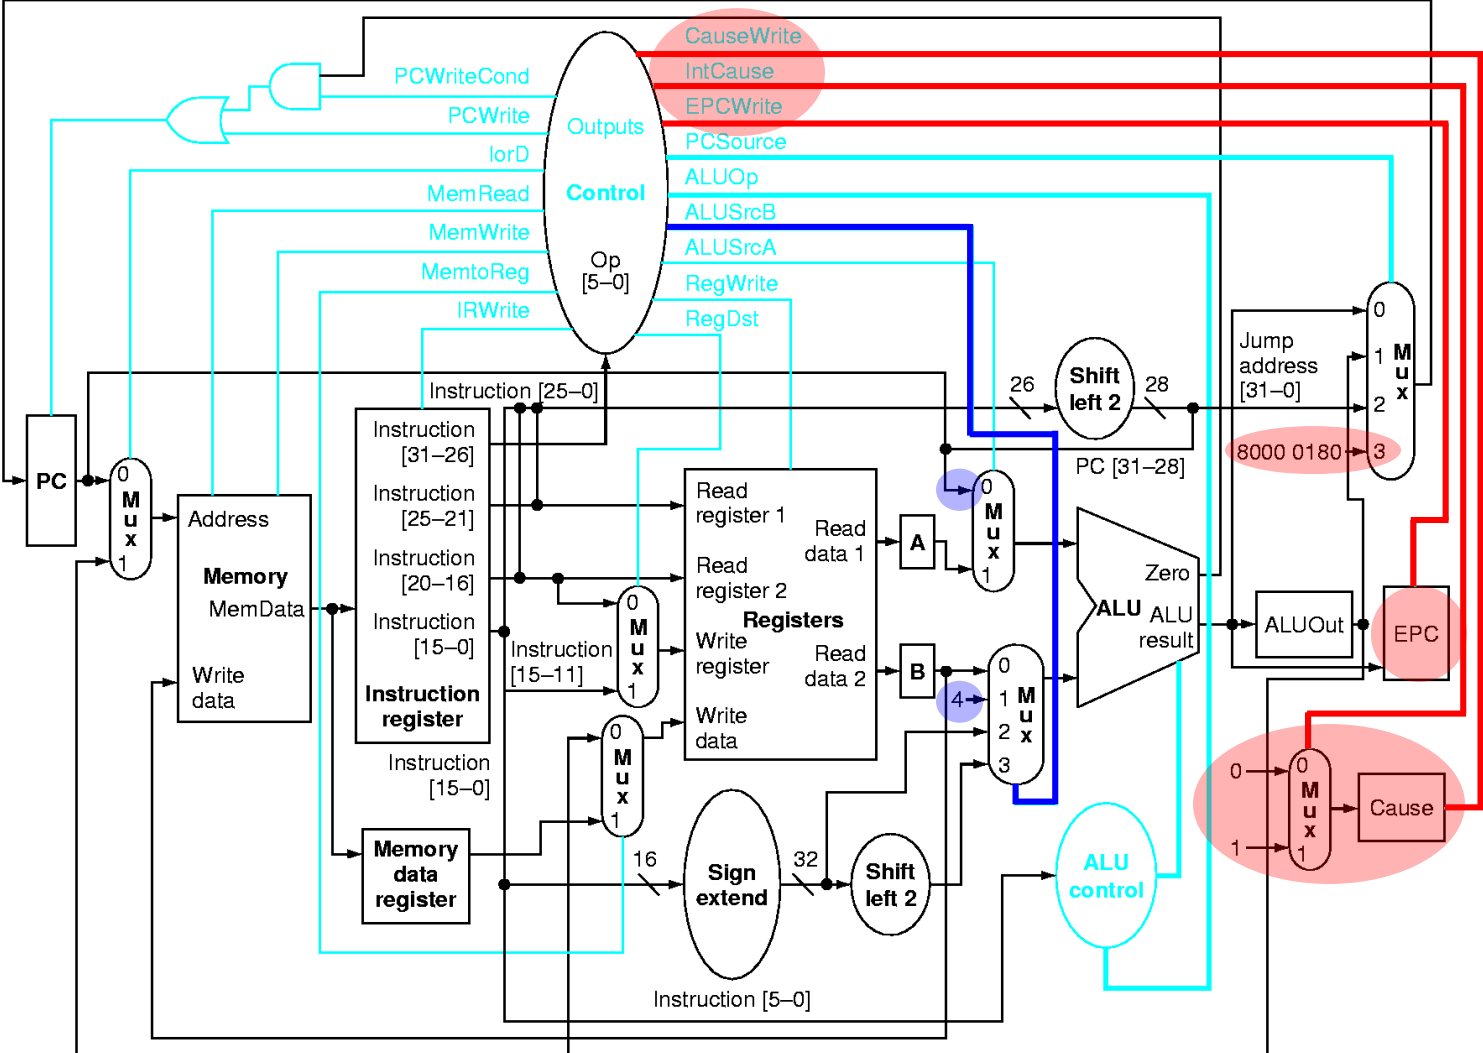 CauseWrite
IntCause
EPCWrite
PCSource
ALUOp
ALUSrcB
ALUSrcA
RegWrite
RegDst
PCWriteCond
PCWrite
IorD
MemRead
MemWrite
MemtoReg
IRWrite
Outputs
Control
Op
[5–0]
Instruction [25–0]
26
Shift
left 2
28
Jump
address
[31–0]
0
1
2
3
M
u
x
8000 0180
PC [31–28]
PC
0
M
u
x
1
Address
Memory
MemData
Write
data
Instruction
[31–26]
Instruction
[25–21]
Instruction
[20–16]
Instruction
[15–0]
Instruction
register
Instruction
[15–11]
Instruction
[15–0]
0
M
u
x
1
0
M
u
x
1
Read
register 1
Read
register 2
Registers
Write
register
Write
data
Read
data 1
Read
data 2
A
B
4
0
M
u
x
1
0
1
2
3
M
u
x
Zero
ALU
ALU
result
ALUOut
EPC
0
1
0
M
u
x
1
Cause
Memory
data
register
16
Sign
extend
32
Shift
left 2
ALU
control
Instruction [5–0]